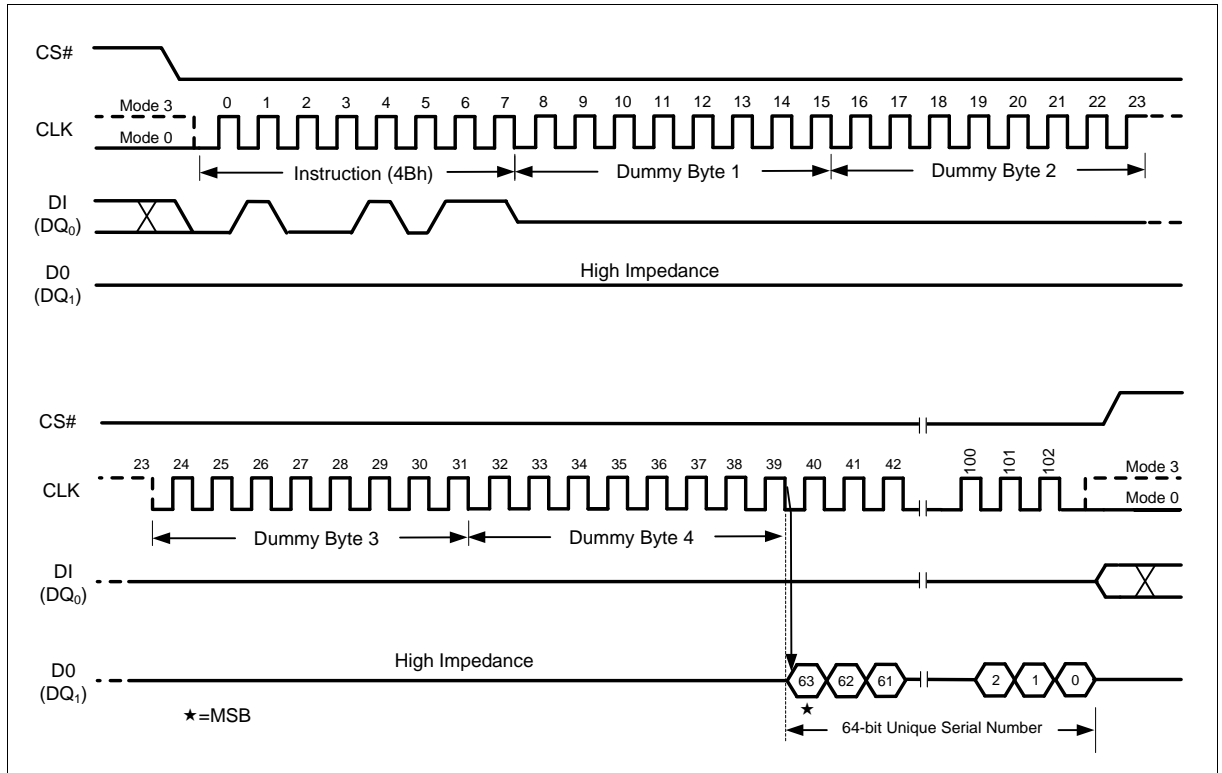 CS#
Mode 3
0 1 2 3 4 5 6 7 8 9 10 11 12 13 14 15 16 17 18 19 20 21 22 23
CLK
Mode 0
Instruction (4Bh) Dummy Byte 1 Dummy Byte 2
DI
(DQ0)
D0
(DQ1)
High Impedance
CS#
23 24 25 26 27 28 29 30 31 32 33 34 35 36 37 38 39 40 41 42 100 101 102
Mode 3
CLK
Mode 0
Dummy Byte 3 Dummy Byte 4
DI
(DQ0)
D0
(DQ1)
High Impedance
63 62 61 2 1 0
★=MSB
★
64-bit Unique Serial Number